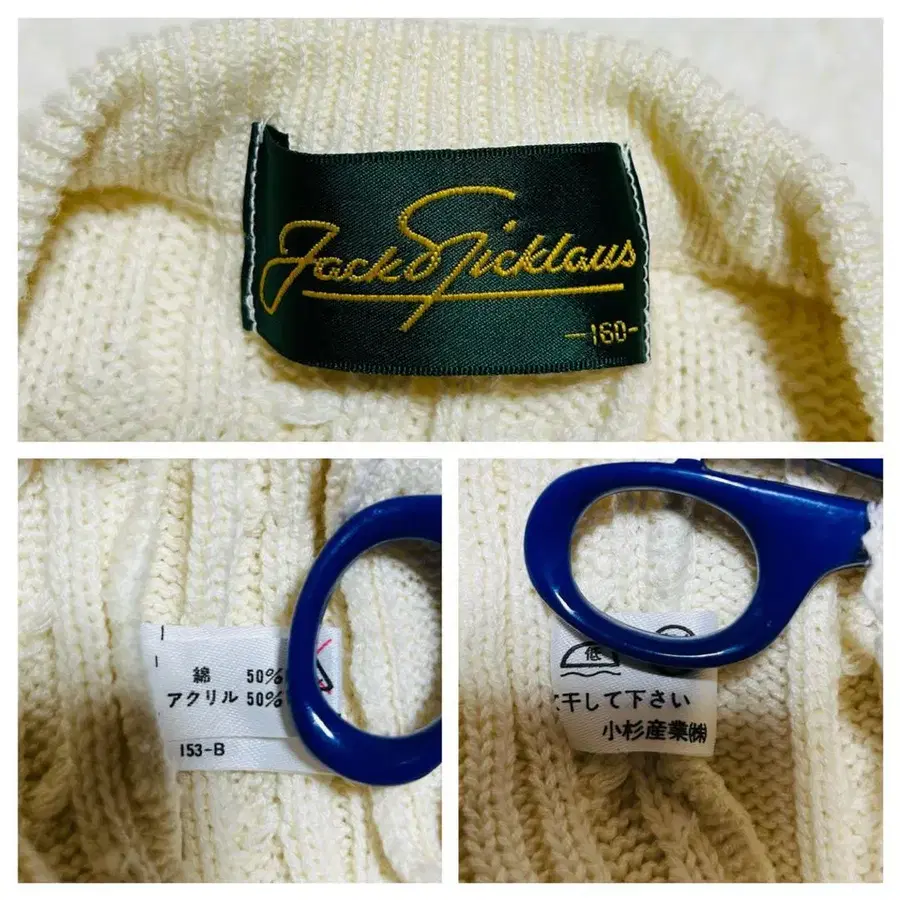 Jack Nicklaus
-160-
綿 50%
アクリル 50%
153-B
低
干して下さい
小杉産業㈱